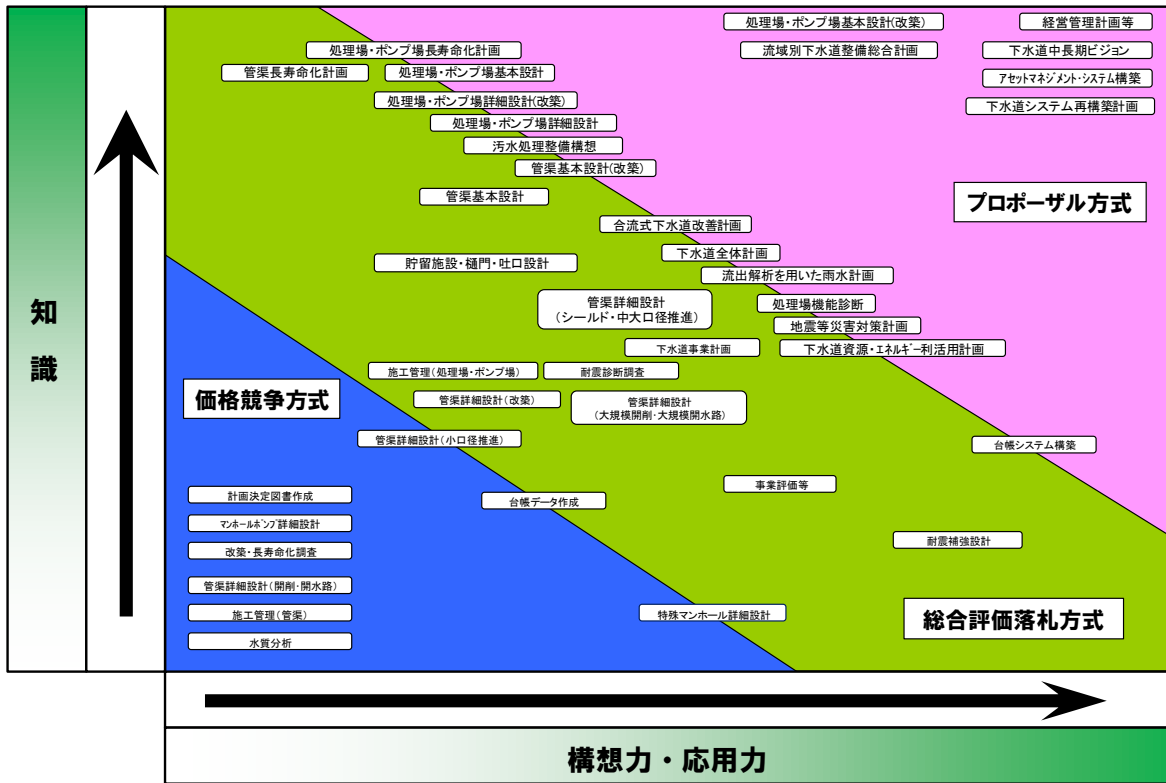 処理場・ポンプ場基本設計(改築)
経営管理計画等
処理場・ポンプ場長寿命化計画
流域別下水道整備総合計画
下水道中長期ビジョン
管渠長寿命化計画
処理場・ポンプ場基本設計
アセットマネジメント・システム構築
処理場・ポンプ場詳細設計(改築)
下水道システム再構築計画
処理場・ポンプ場詳細設計
汚水処理整備構想
管渠基本設計(改築)
管渠基本設計
プロポーザル方式
合流式下水道改善計画
下水道全体計画
貯留施設・樋門・吐口設計
流出解析を用いた雨水計画
管渠詳細設計
(シールド・中大口径推進)
処理場機能診断
知
識
地震等災害対策計画
下水道事業計画
下水道資源・エネルギー利活用計画
施工管理(処理場・ポンプ場)
耐震診断調査
価格競争方式
管渠詳細設計(改築)
管渠詳細設計
(大規模開削・大規模開水路)
管渠詳細設計(小口径推進)
台帳システム構築
事業評価等
計画決定図書作成
台帳データ作成
マンホールポンプ詳細設計
耐震補強設計
改築・長寿命化調査
管渠詳細設計(開削・開水路)
施工管理(管渠)
特殊マンホール詳細設計
総合評価落札方式
水質分析
構想力・応用力